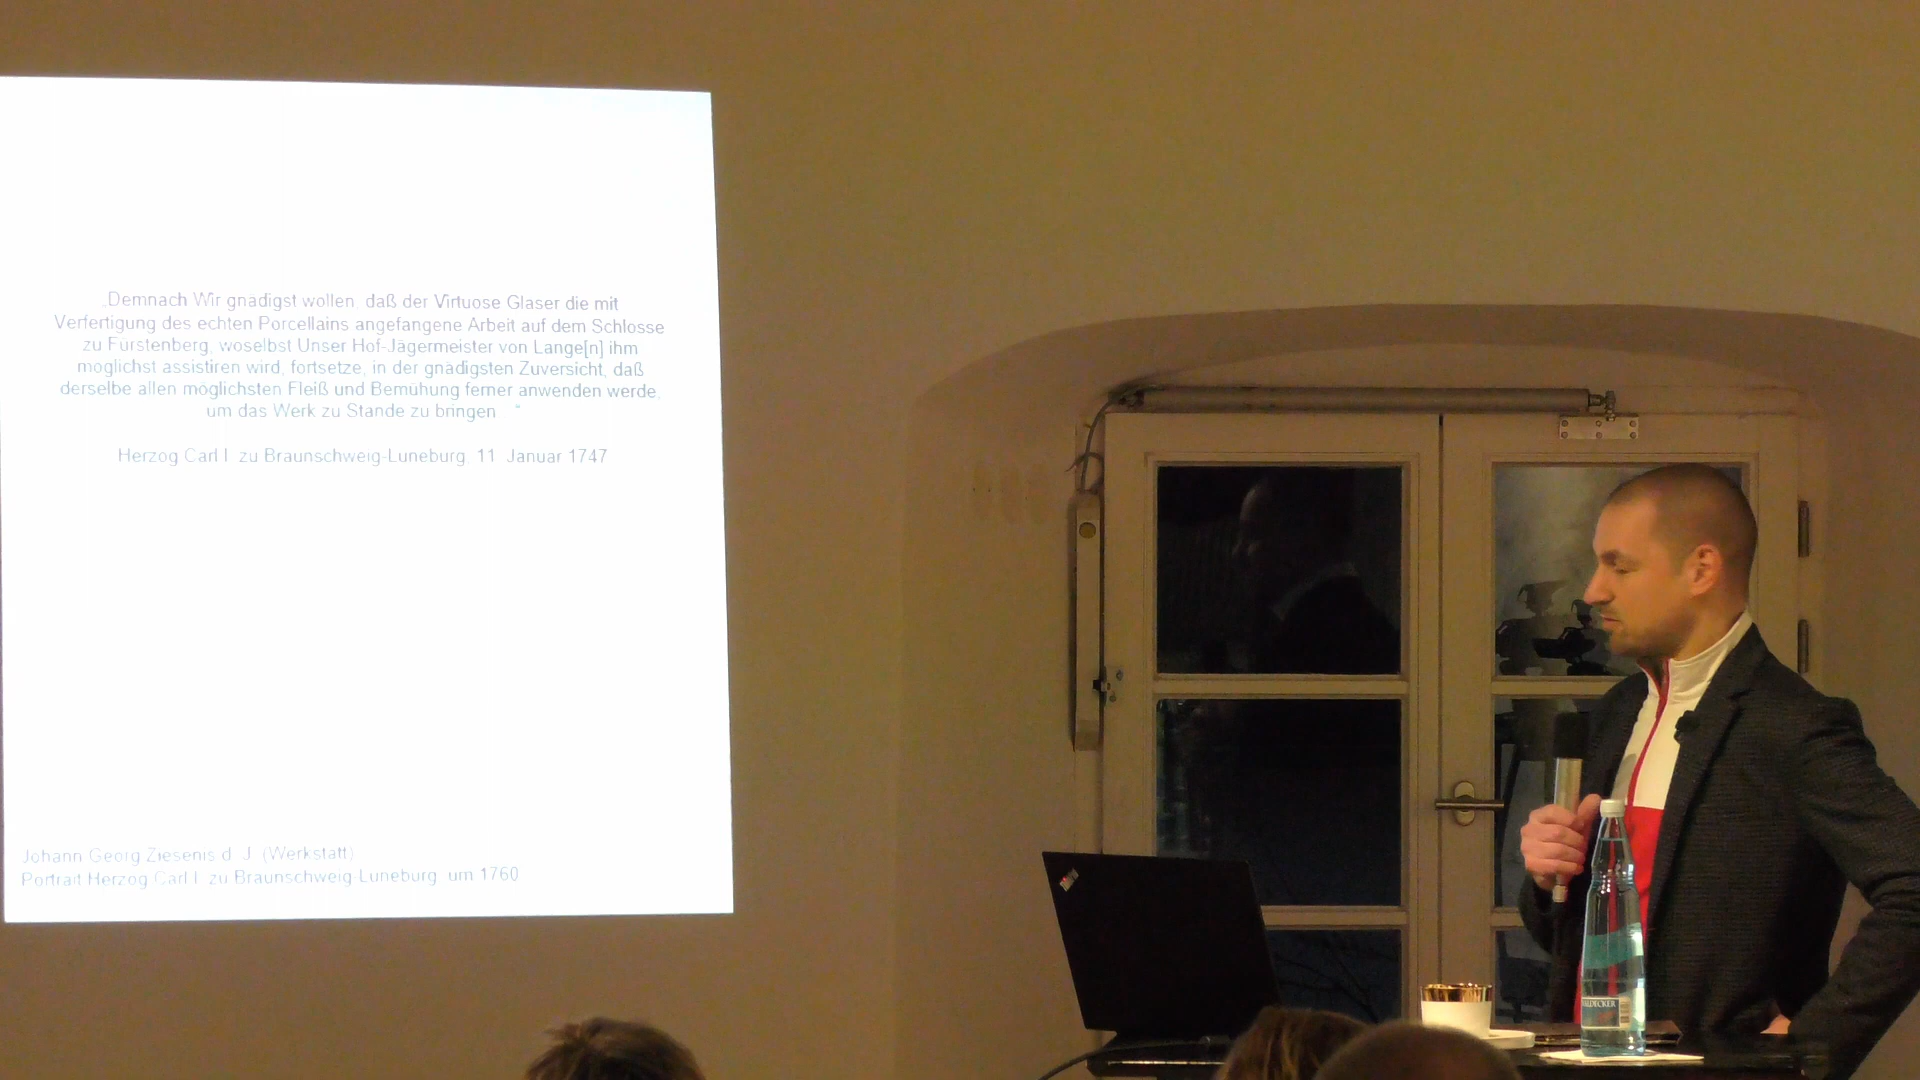 „Demnach Wir gnädigst wollen, daß der Virtuose Glaser die mit
Verfertigung des echten Porcellains angefangene Arbeit auf dem Schlosse
zu Fürstenberg, woselbst Unser Hof-Jägermeister von Lange[n] ihm
möglichst assistiren wird, fortsetze, in der gnädigsten Zuversicht, daß
derselbe allen möglichsten Fleiß und Bemühung ferner anwenden werde,
um das Werk zu Stande zu bringen ..."
Herzog Carl I. zu Braunschweig-Lüneburg, 11. Januar 1747
Johann Georg Ziesenis d. J. (Werkstatt)
Portrait Herzog Carl I. zu Braunschweig-Lüneburg, um 1760